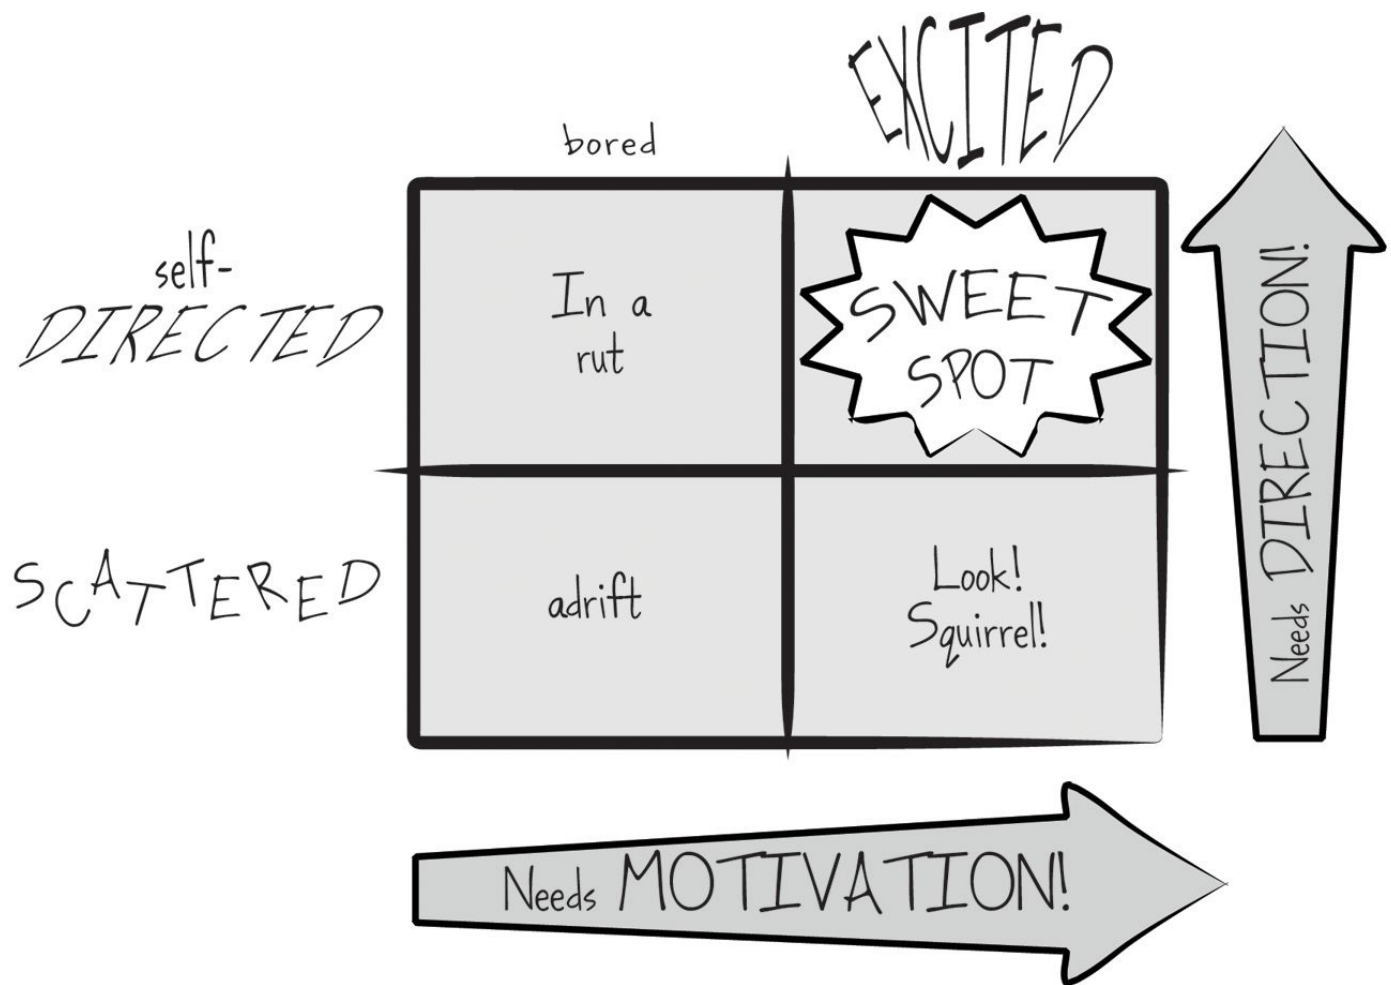 EXCITED
bored
self-
DIRECTED
In a
rut
SWEET
SPOT
SCATTERED
adrift
Look!
Squirrel!
Needs DIRECTION!
Needs MOTIVATION!